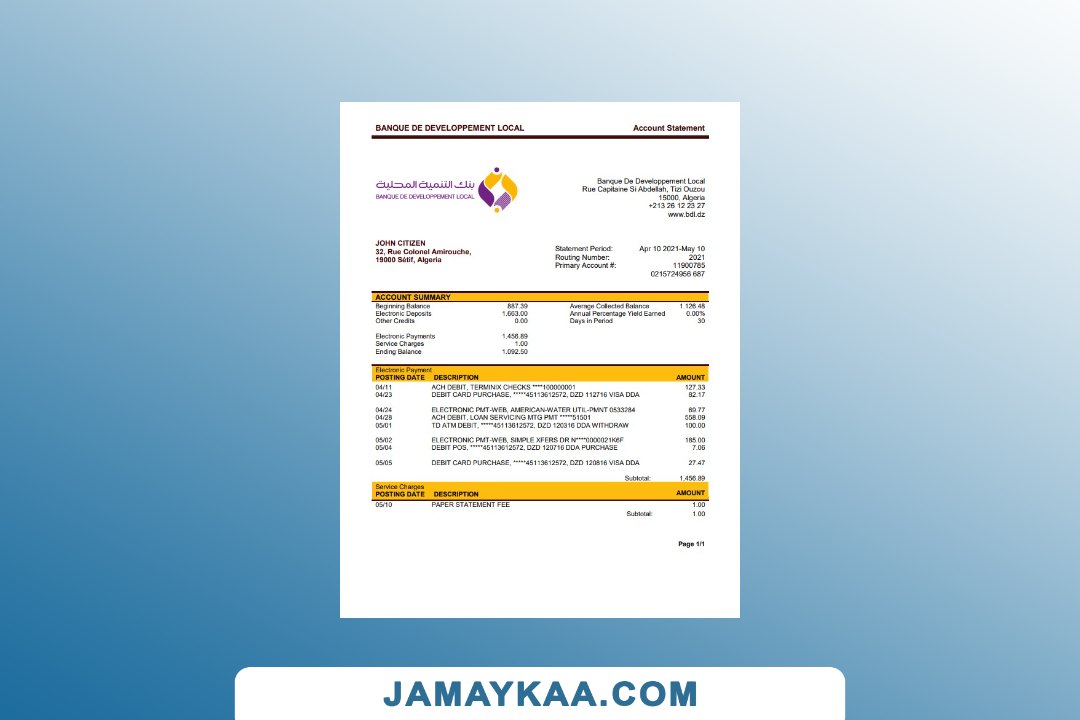 BANQUE DE DEVELOPPEMENT LOCAL Account Statement
بنك التنمية المحلية
BANQUE DE DEVELOPPEMENT LOCAL
Banque De Developpement Local
Rue Capitaine Si Abdellah, Tizi Ouzou
15000, Algeria
+213 26 12 23 27
www.bdl.dz
JOHN CITIZEN
32, Rue Colonel Amirouche,
19000 Sétif, Algeria
Statement Period: Apr 10 2021-May 10
Routing Number: 2021
Primary Account #: 11900785
0215724956 687
ACCOUNT SUMMARY
Beginning Balance 887.39 Average Collected Balance 1,126.48
Electronic Deposits 1,663.00 Annual Percentage Yield Earned 0.00%
Other Credits 0.00 Days in Period 30
Electronic Payments 1,456.89
Service Charges 1.00
Ending Balance 1,092.50
Electronic Payment
POSTING DATE DESCRIPTION AMOUNT
04/11 ACH DEBIT, TERMINIX CHECKS ****100000001 127.33
04/23 DEBIT CARD PURCHASE, *****45113612572, DZD 112716 VISA DDA 82.17
04/24 ELECTRONIC PMT-WEB, AMERICAN-WATER UTIL-PMNT 0533284 89.77
04/28 ACH DEBIT, LOAN SERVICING MTG PMT *****51501 558.09
05/01 TD ATM DEBIT, *****45113612572, DZD 120316 DDA WITHDRAW 100.00
05/02 ELECTRONIC PMT-WEB, SIMPLE XFERS DR N****0000021K6F 185.00
05/04 DEBIT POS, *****45113612572, DZD 120716 DDA PURCHASE 7.06
05/05 DEBIT CARD PURCHASE, *****45113612572, DZD 120816 VISA DDA 27.47
Subtotal: 1,456.89
Service Charges
POSTING DATE DESCRIPTION AMOUNT
05/10 PAPER STATEMENT FEE 1.00
Subtotal: 1.00
Page 1/1
JAMAYKAA.COM